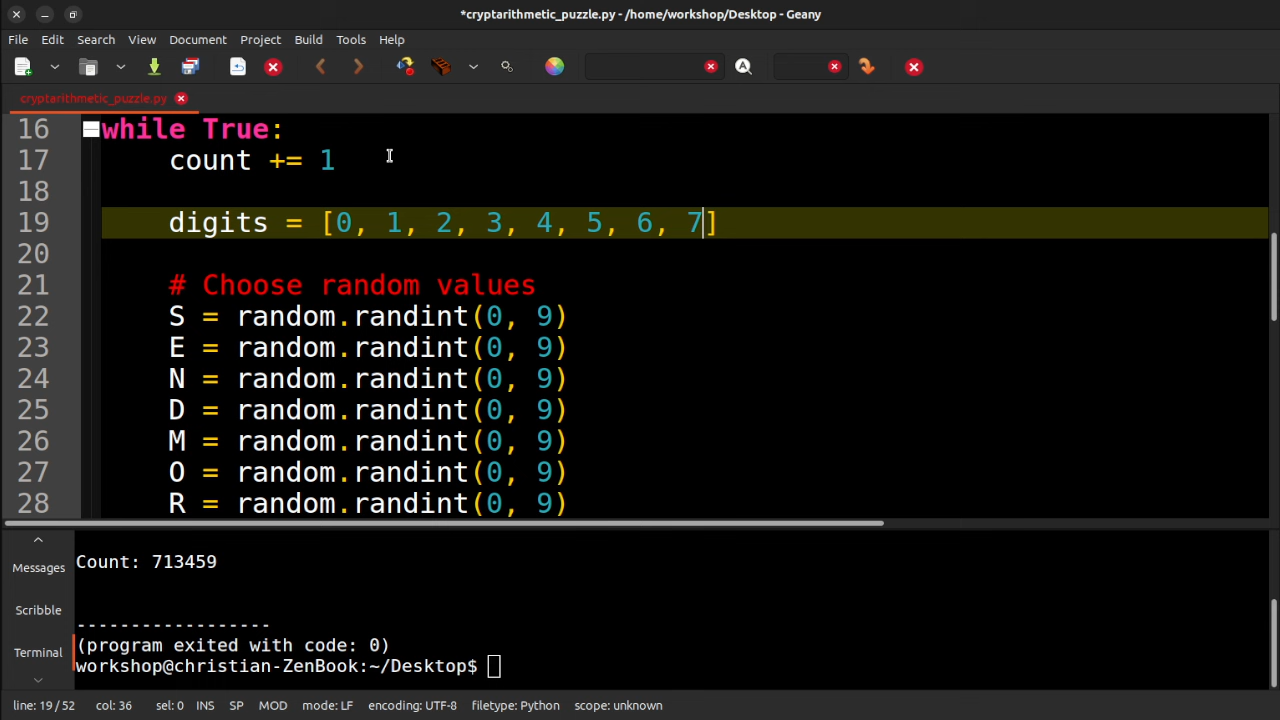 *cryptarithmetic_puzzle.py - /home/workshop/Desktop - Geany
File Edit Search View Document Project Build Tools Help
cryptarithmetic_puzzle.py
16 while True:
17 count += 1
18
19 digits = [0, 1, 2, 3, 4, 5, 6, 7]
20
21 # Choose random values
22 S = random.randint(0, 9)
23 E = random.randint(0, 9)
24 N = random.randint(0, 9)
25 D = random.randint(0, 9)
26 M = random.randint(0, 9)
27 O = random.randint(0, 9)
28 R = random.randint(0, 9)
Messages
Scribble
Terminal
Count: 713459
------------------
(program exited with code: 0)
workshop@christian-ZenBook:~/Desktop$
line: 19 / 52 col: 36 sel: 0 INS SP MOD mode: LF encoding: UTF-8 filetype: Python scope: unknown